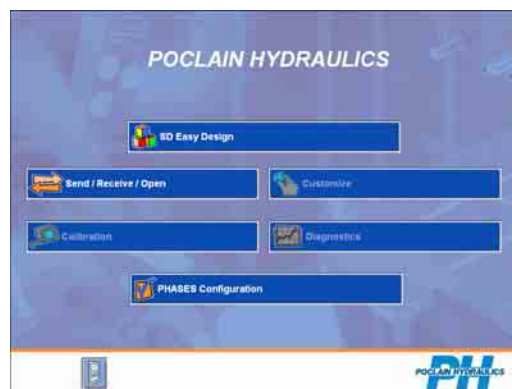 POCLAIN HYDRAULICS
SD Easy Design
Send / Receive / Open
Customize
Calibration
Diagnostics
PHASES Configuration
PH
POCLAIN HYDRAULICS